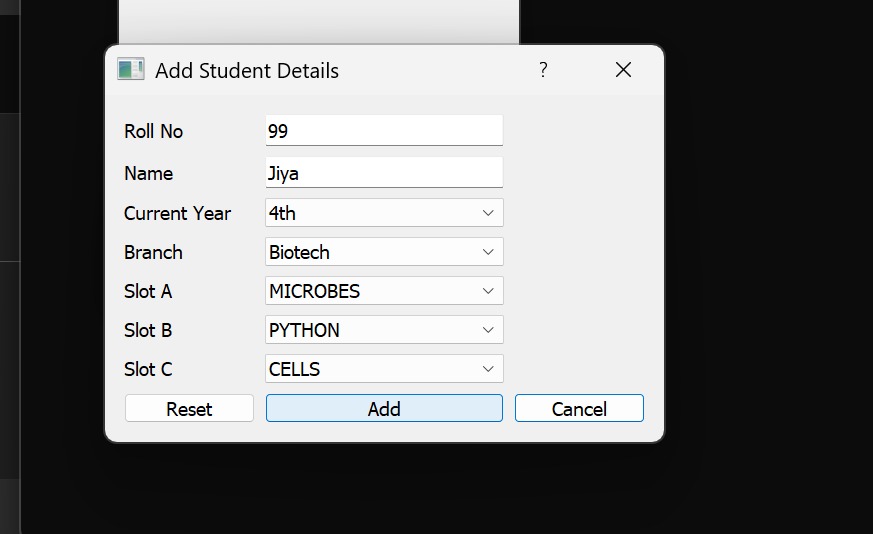 Add Student Details ?
Roll No 99
Name Jiya
Current Year 4th
Branch Biotech
Slot A MICROBES
Slot B PYTHON
Slot C CELLS
Reset Add Cancel